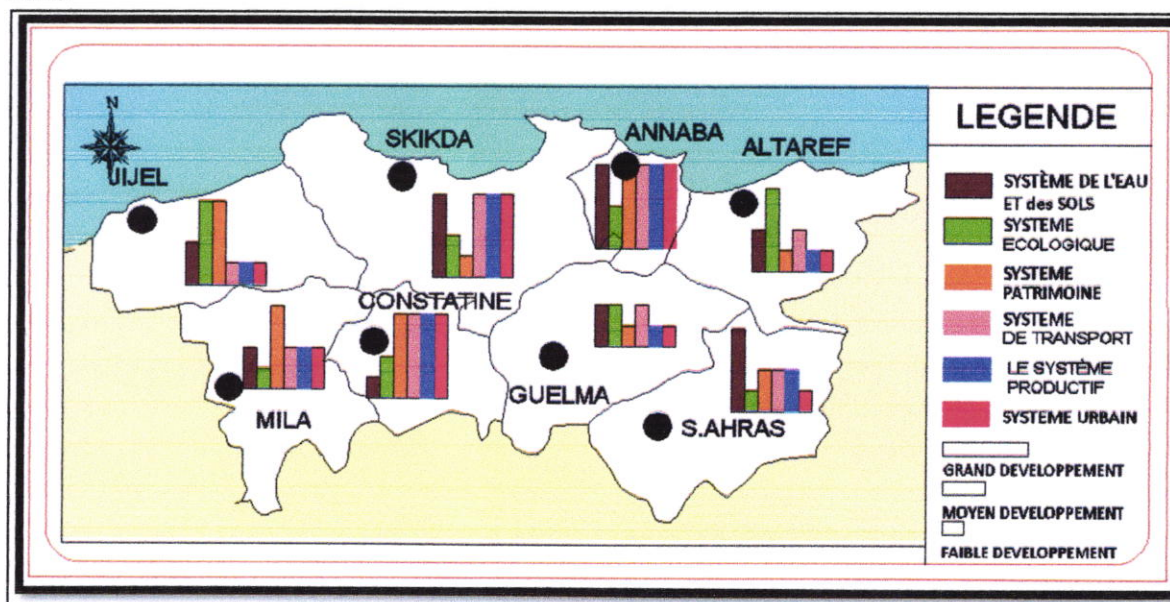 N
JIJEL
SKIKDA
ANNABA
ALTAREF
CONSTATINE
MILA
GUELMA
S.AHRAS
LEGENDE
SYSTÈME DE L'EAU
ET des SOLS
SYSTÈME
ECOLOGIQUE
SYSTEME
PATRIMOINE
SYSTEME
DE TRANSPORT
LE SYSTÈME
PRODUCTIF
SYSTEME URBAIN
GRAND DEVELOPPEMENT
MOYEN DEVELOPPEMENT
FAIBLE DEVELOPPEMENT